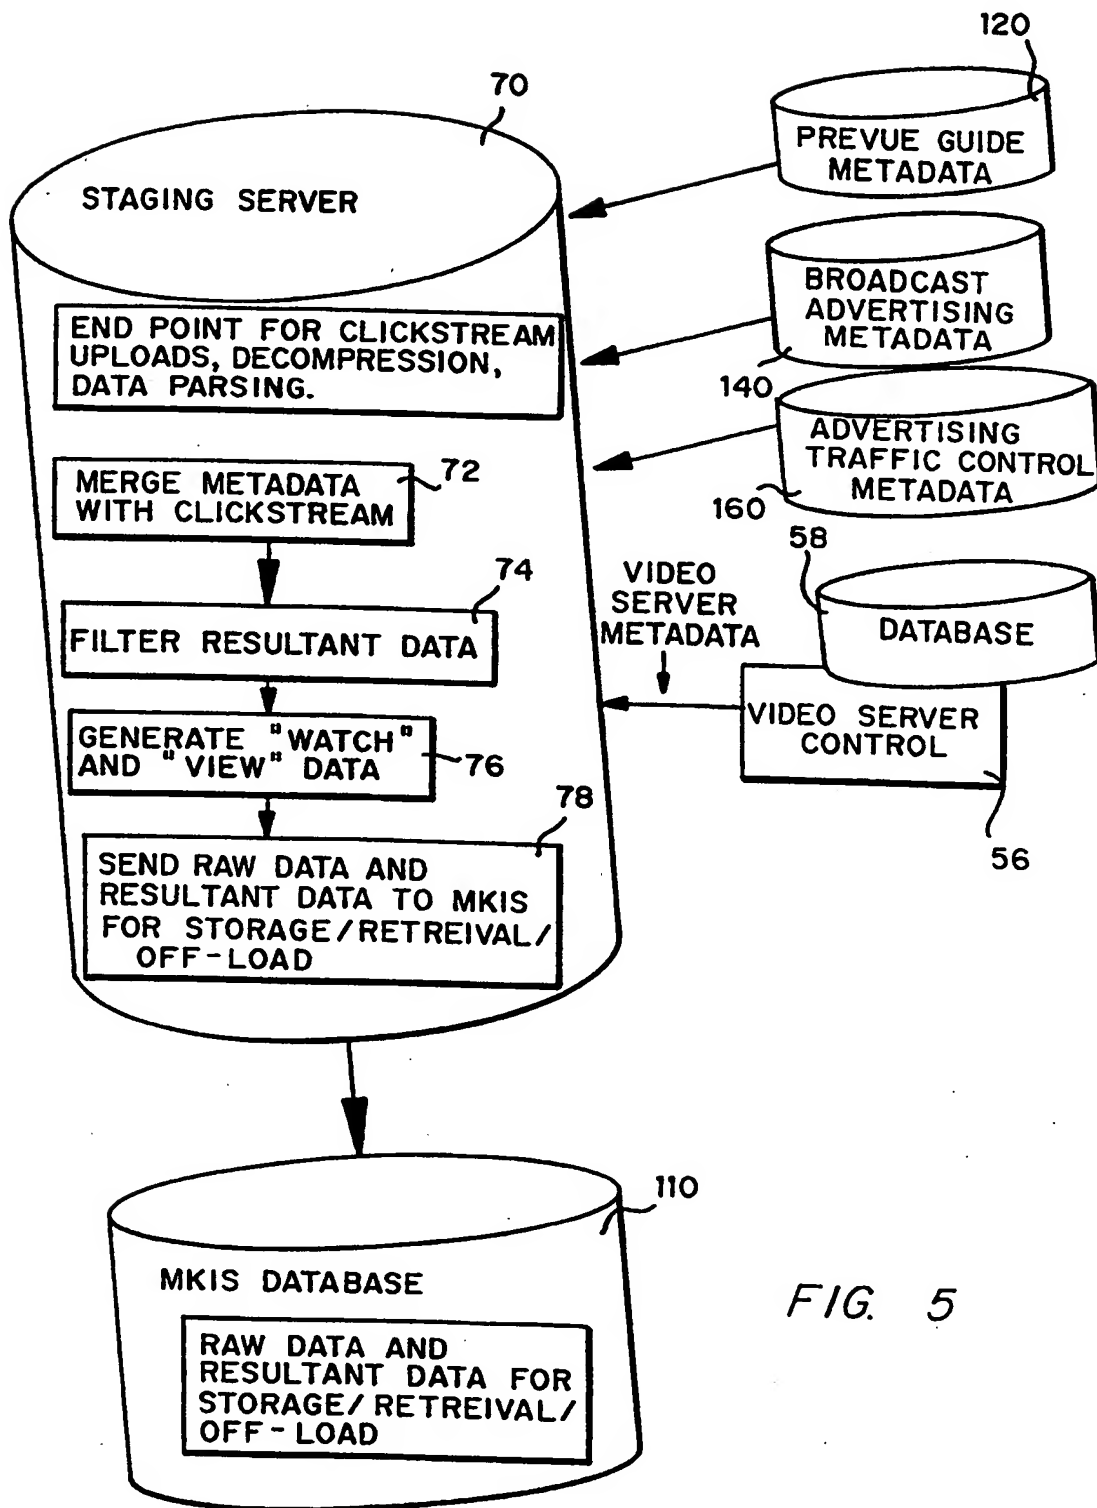 120
PREVUE GUIDE
METADATA
70
STAGING SERVER
BROADCAST
ADVERTISING
METADATA
140
END POINT FOR CLICKSTREAM
UPLOADS, DECOMPRESSION,
DATA PARSING.
ADVERTISING
TRAFFIC CONTROL
METADATA
160
MERGE METADATA
WITH CLICKSTREAM
72
58
DATABASE
VIDEO
SERVER
METADATA
74
FILTER RESULTANT DATA
VIDEO SERVER
CONTROL
56
GENERATE "WATCH"
AND "VIEW" DATA
76
78
SEND RAW DATA AND
RESULTANT DATA TO MKIS
FOR STORAGE/RETREIVAL/
OFF-LOAD
110
MKIS DATABASE
RAW DATA AND
RESULTANT DATA FOR
STORAGE/RETREIVAL/
OFF-LOAD
FIG. 5